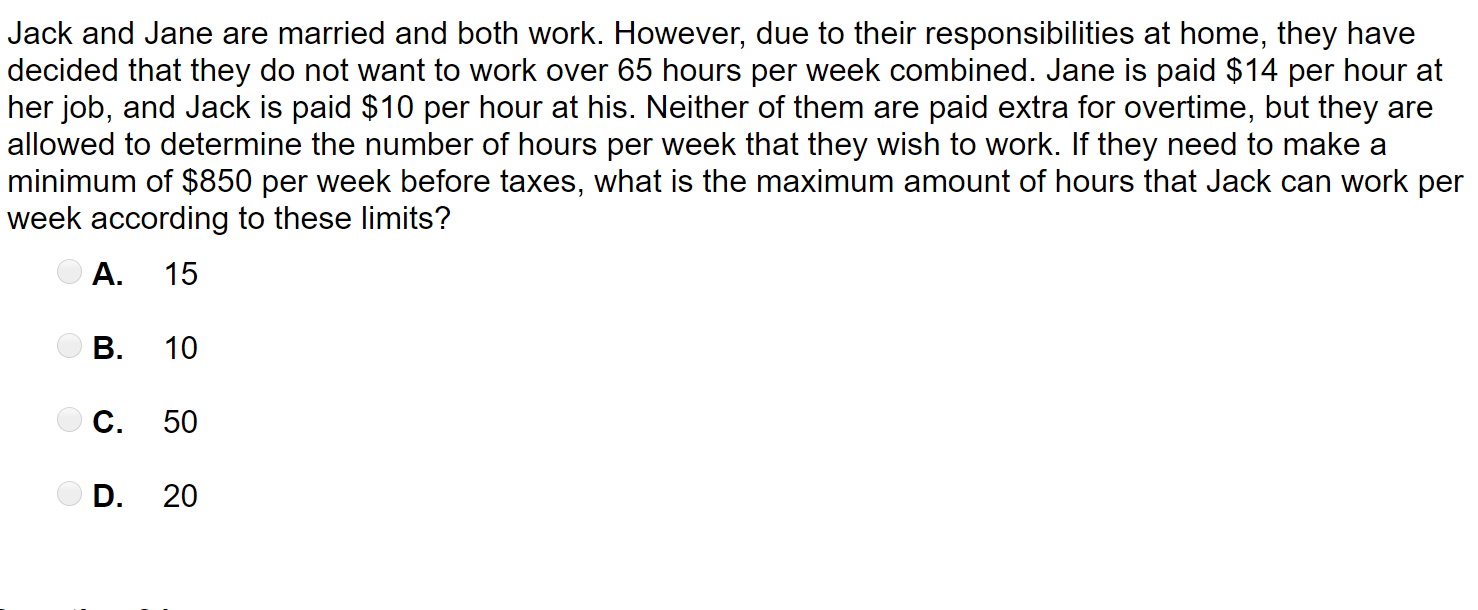 Jack and Jane are married and both work. However, due to their responsibilities at home, they have
decided that they do not want to work over 65 hours per week combined. Jane is paid $14 per hour at
her job, and Jack is paid $10 per hour at his. Neither of them are paid extra for overtime, but they are
allowed to determine the number of hours per week that they wish to work. If they need to make a
minimum of $850 per week before taxes, what is the maximum amount of hours that Jack can work per
week according to these limits?
A. 15
B. 10
C. 50
D. 20